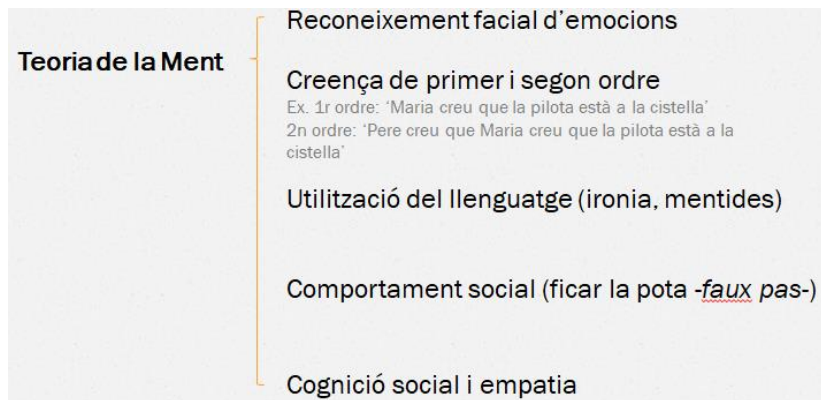 Teoria de la Ment
Reconeixement facial d'emocions
Creença de primer i segon ordre
Ex. 1r ordre: 'Maria creu que la pilota està a la cistella'
2n ordre: 'Pere creu que Maria creu que la pilota està a la
cistella'
Utilització del llenguatge (ironia, mentides)
Comportament social (ficar la pota -faux pas-)
Cognició social i empatia